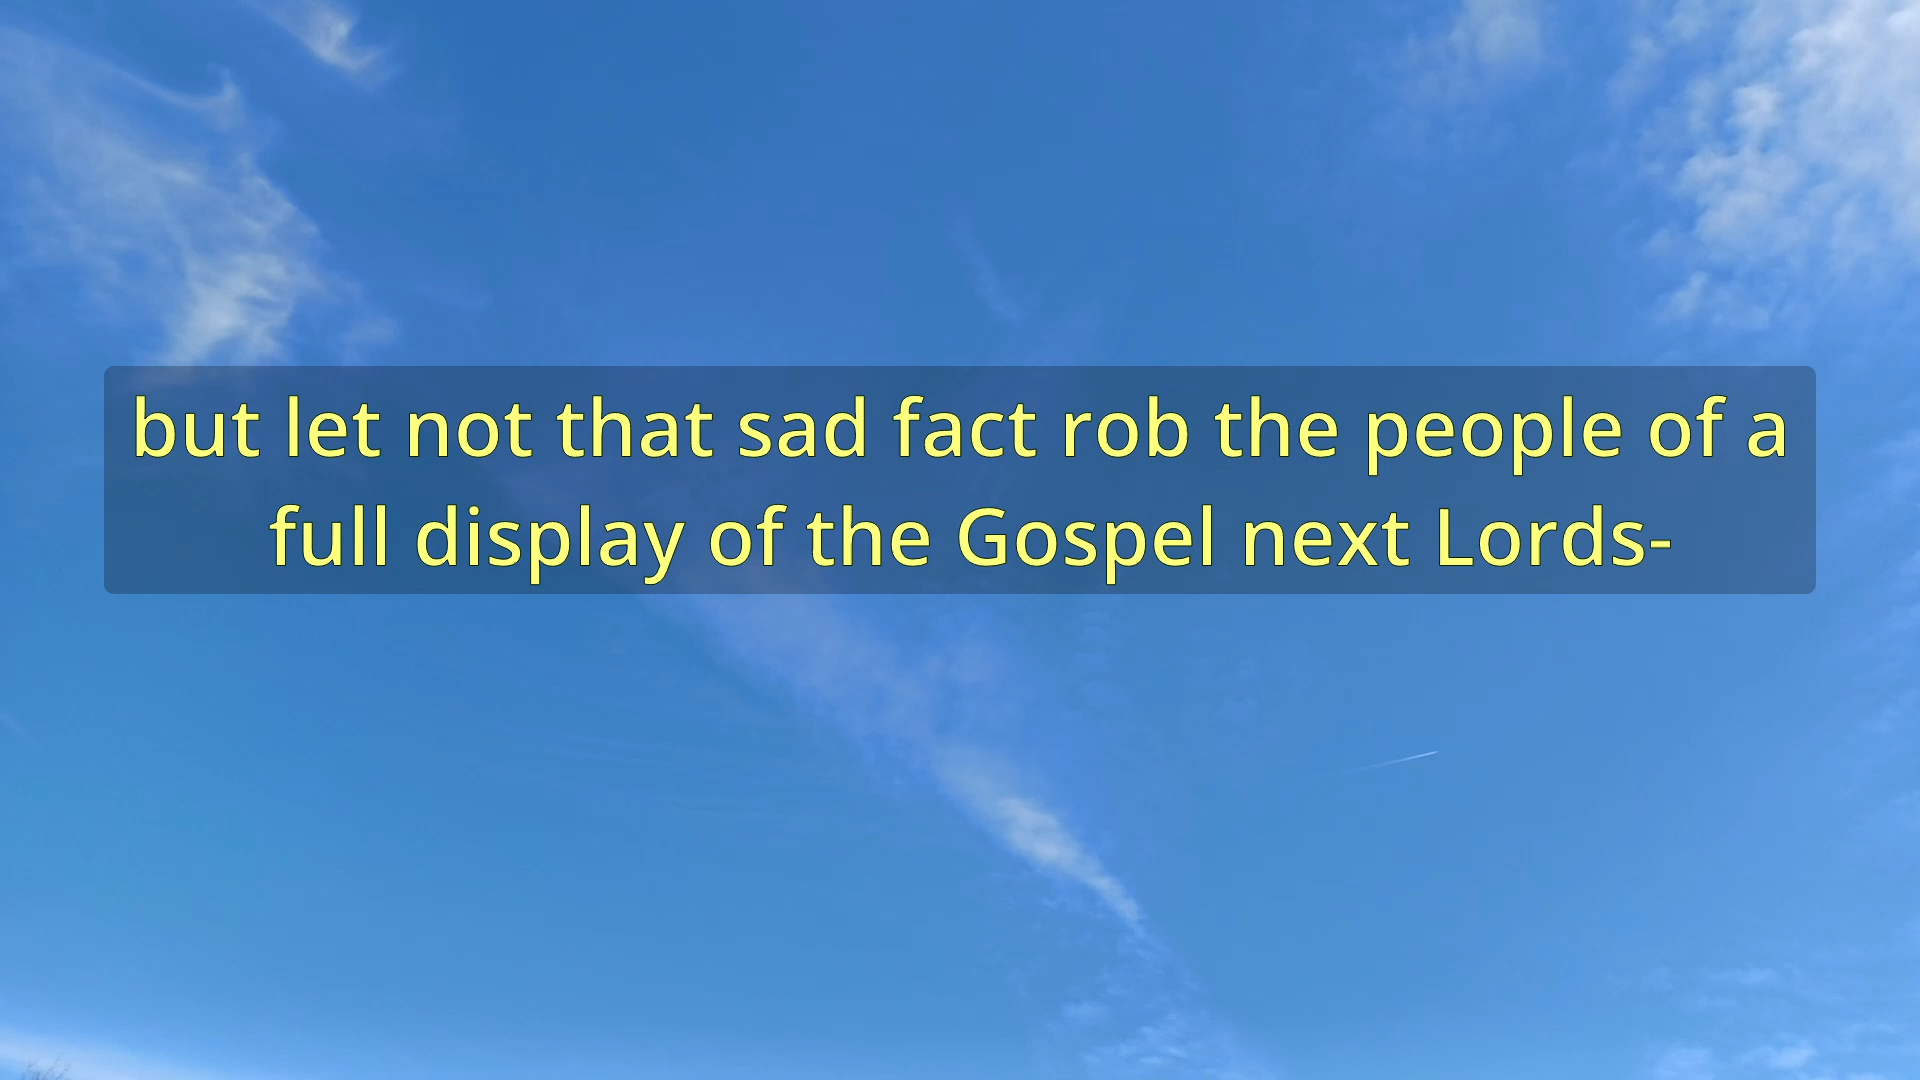 but let not that sad fact rob the people of a
full display of the Gospel next Lords-